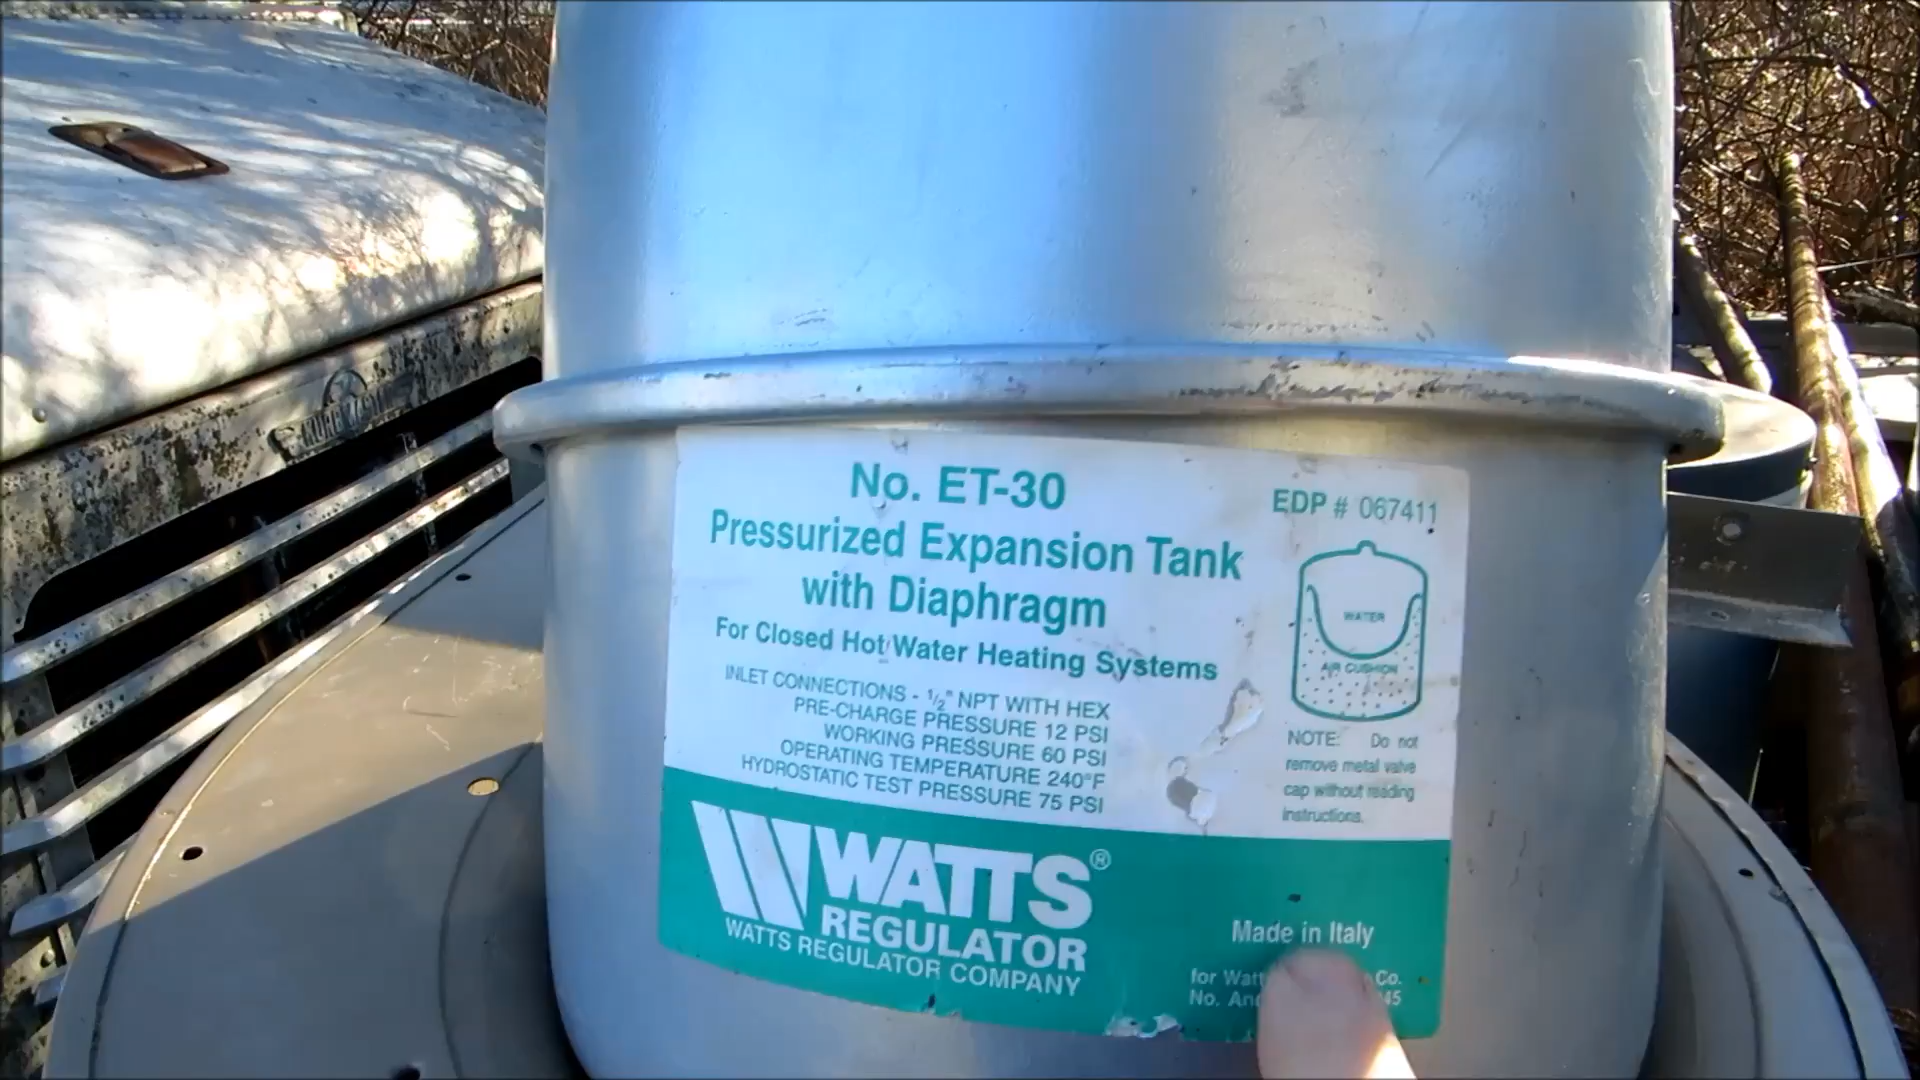 No. ET-30
Pressurized Expansion Tank
with Diaphragm
For Closed Hot Water Heating Systems
INLET CONNECTIONS - 1/2" NPT WITH HEX
PRE-CHARGE PRESSURE 12 PSI
WORKING PRESSURE 60 PSI
OPERATING TEMPERATURE 240°F
HYDROSTATIC TEST PRESSURE 75 PSI
EDP # 067411
WATER
AIR CUSHION
NOTE: Do not
remove metal valve
cap without reading
instructions.
WATTS®
REGULATOR
WATTS REGULATOR COMPANY
Made in Italy
for Co.
No.